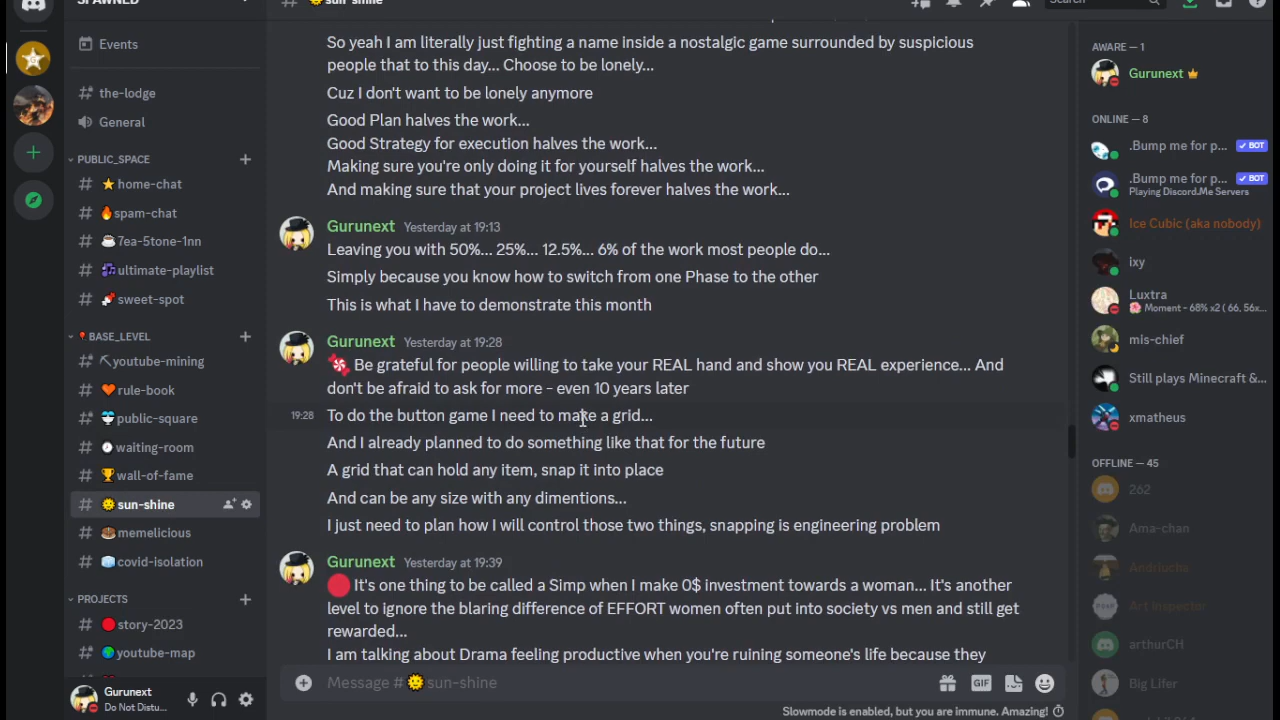 SPAWNED
Events
the-lodge
General
PUBLIC_SPACE
home-chat
spam-chat
7ea-5tone-1nn
ultimate-playlist
sweet-spot
BASE_LEVEL
youtube-mining
rule-book
public-square
waiting-room
wall-of-fame
sun-shine
memelicious
covid-isolation
PROJECTS
story-2023
youtube-map
Gurunext
Do Not Distu...
sun-shine
Search
So yeah I am literally just fighting a name inside a nostalgic game surrounded by suspicious
people that to this day... Choose to be lonely...
Cuz I don't want to be lonely anymore
Good Plan halves the work...
Good Strategy for execution halves the work...
Making sure you're only doing it for yourself halves the work...
And making sure that your project lives forever halves the work...
Gurunext Yesterday at 19:13
Leaving you with 50%... 25%... 12.5%... 6% of the work most people do...
Simply because you know how to switch from one Phase to the other
This is what I have to demonstrate this month
Gurunext Yesterday at 19:28
Be grateful for people willing to take your REAL hand and show you REAL experience... And
don't be afraid to ask for more - even 10 years later
19:28 To do the button game I need to make a grid...
And I already planned to do something like that for the future
A grid that can hold any item, snap it into place
And can be any size with any dimentions...
I just need to plan how I will control those two things, snapping is engineering problem
Gurunext Yesterday at 19:39
It's one thing to be called a Simp when I make 0$ investment towards a woman... It's another
level to ignore the blaring difference of EFFORT women often put into society vs men and still get
rewarded...
I am talking about Drama feeling productive when you're ruining someone's life because they
Message # sun-shine
GIF
Slowmode is enabled, but you are immune. Amazing!
AWARE — 1
Gurunext
ONLINE — 8
.Bump me for p... BOT
.Bump me for p... BOT
Playing Discord.Me Servers
Ice Cubic (aka nobody)
ixy
Luxtra
Moment - 68% x2 ( 66, 56x...
mis-chief
Still plays Minecraft &...
xmatheus
OFFLINE — 45
262
Ama-chan
Andriucha
Art Inspector
arthurCH
Big Lifer